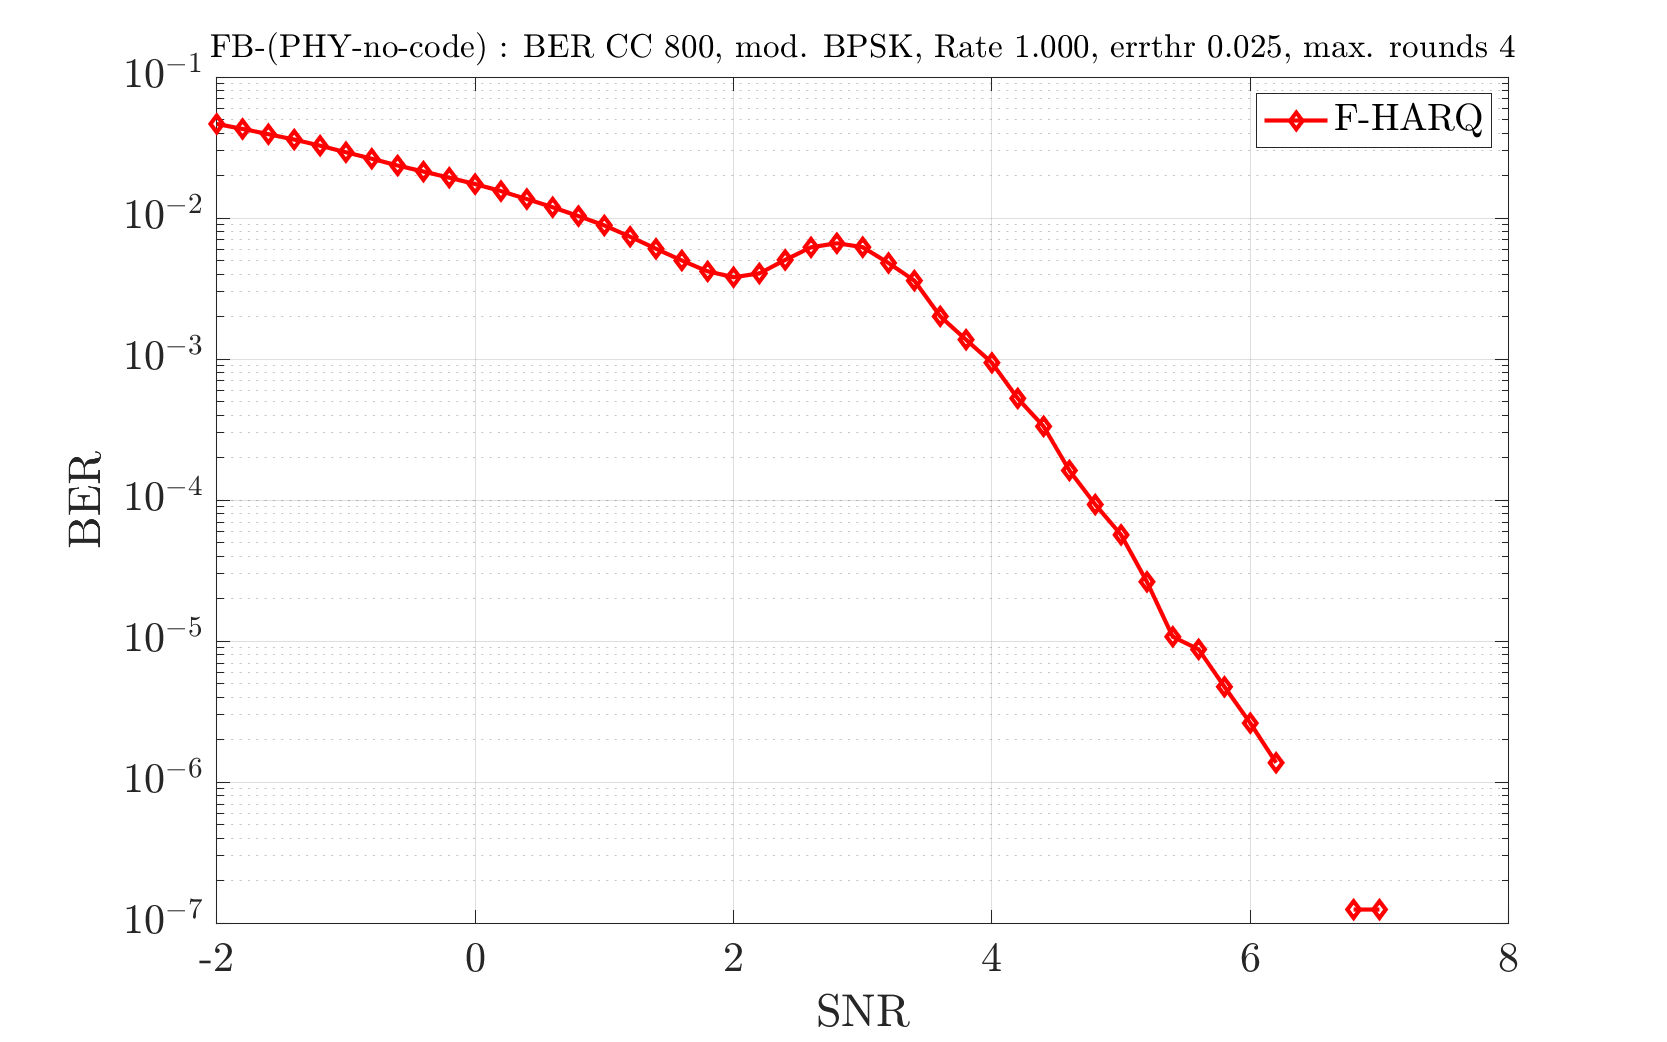 FB-(PHY-no-code) : BER CC 800, mod. BPSK, Rate 1.000, errthr 0.025, max. rounds 4
F-HARQ
10⁻¹
10⁻²
10⁻³
10⁻⁴
10⁻⁵
10⁻⁶
10⁻⁷
BER
-2 0 2 4 6 8
SNR